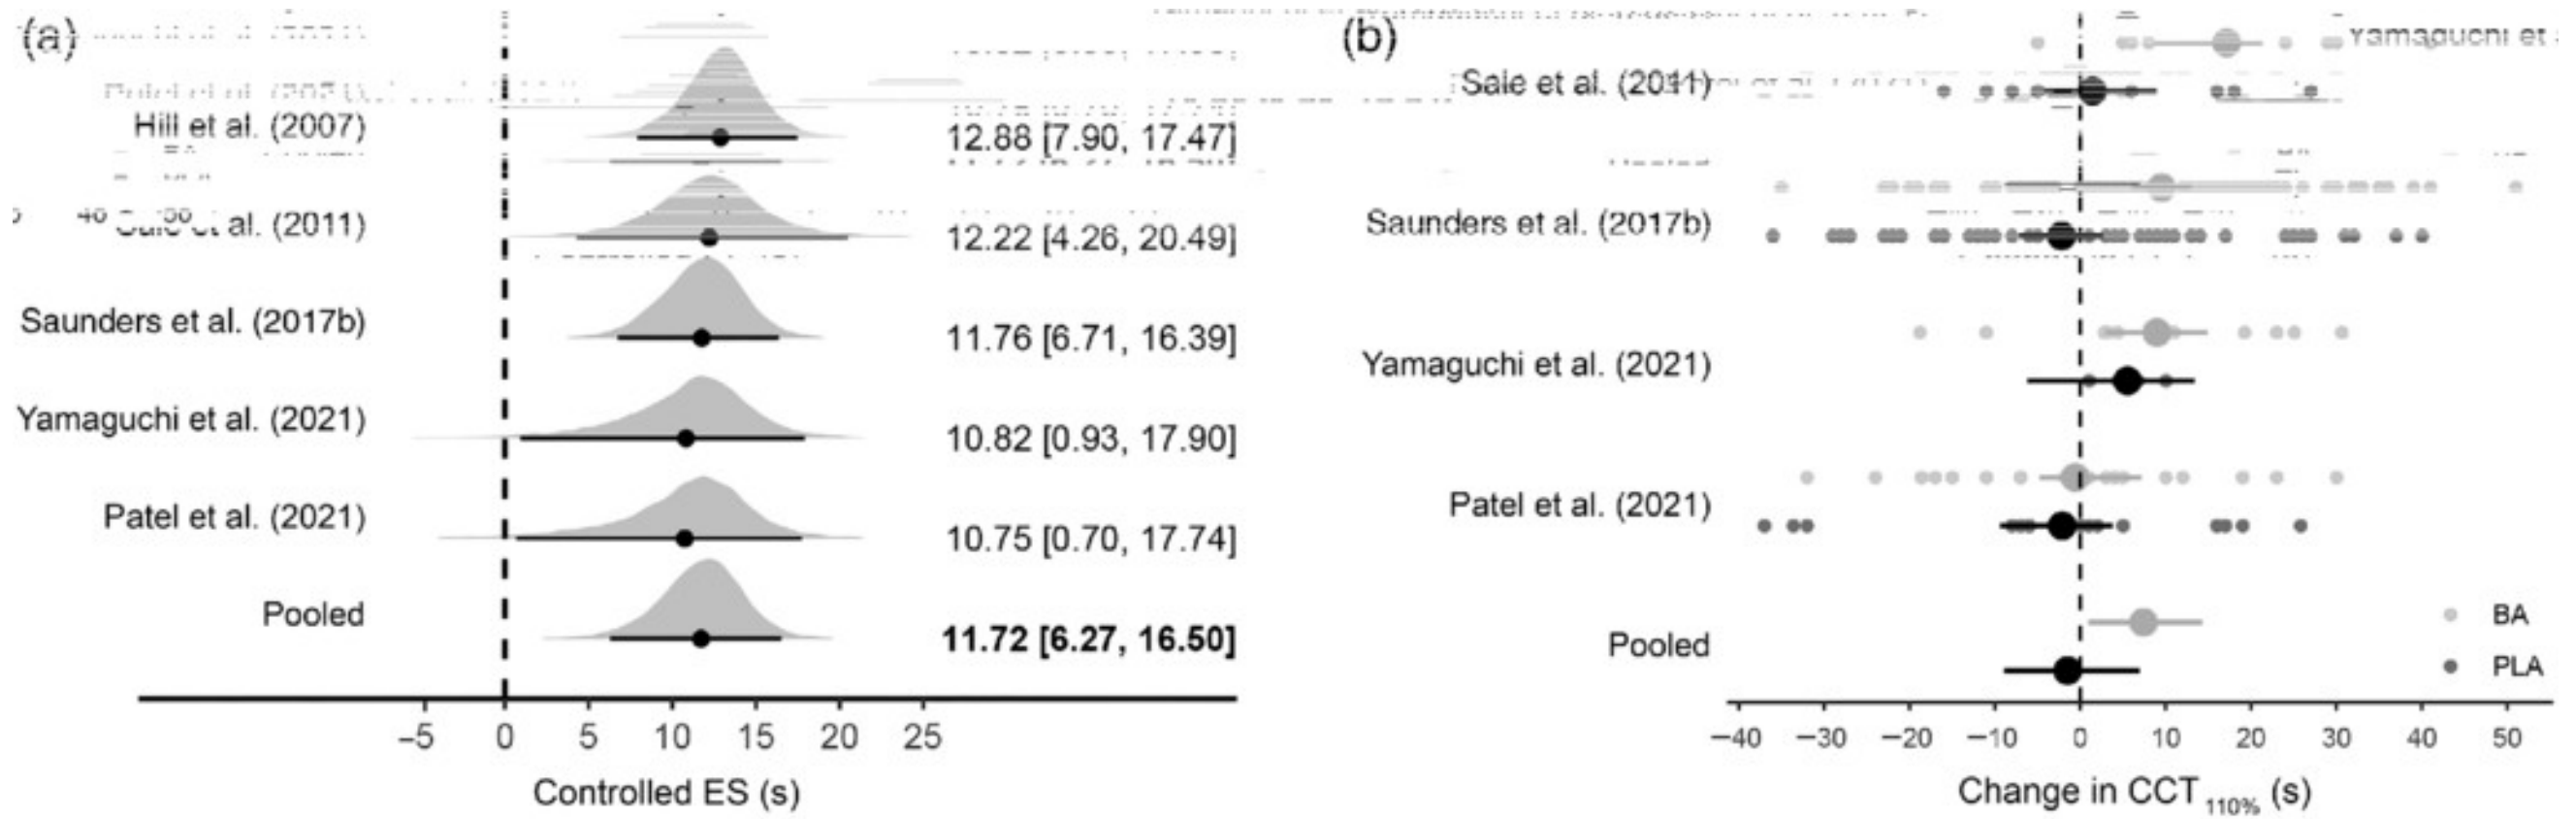 (a)
Hill et al. (2007) 12.88 [7.90, 17.47]
et al. (2011) 12.22 [4.26, 20.49]
Saunders et al. (2017b) 11.76 [6.71, 16.39]
Yamaguchi et al. (2021) 10.82 [0.93, 17.90]
Patel et al. (2021) 10.75 [0.70, 17.74]
Pooled 11.72 [6.27, 16.50]
−5 0 5 10 15 20 25
Controlled ES (s)
(b)
Yamaguchi et
Sale et al. (2011)
Saunders et al. (2017b)
Yamaguchi et al. (2021)
Patel et al. (2021)
Pooled
BA
PLA
−40 −30 −20 −10 0 10 20 30 40 50
Change in CCT 110% (s)